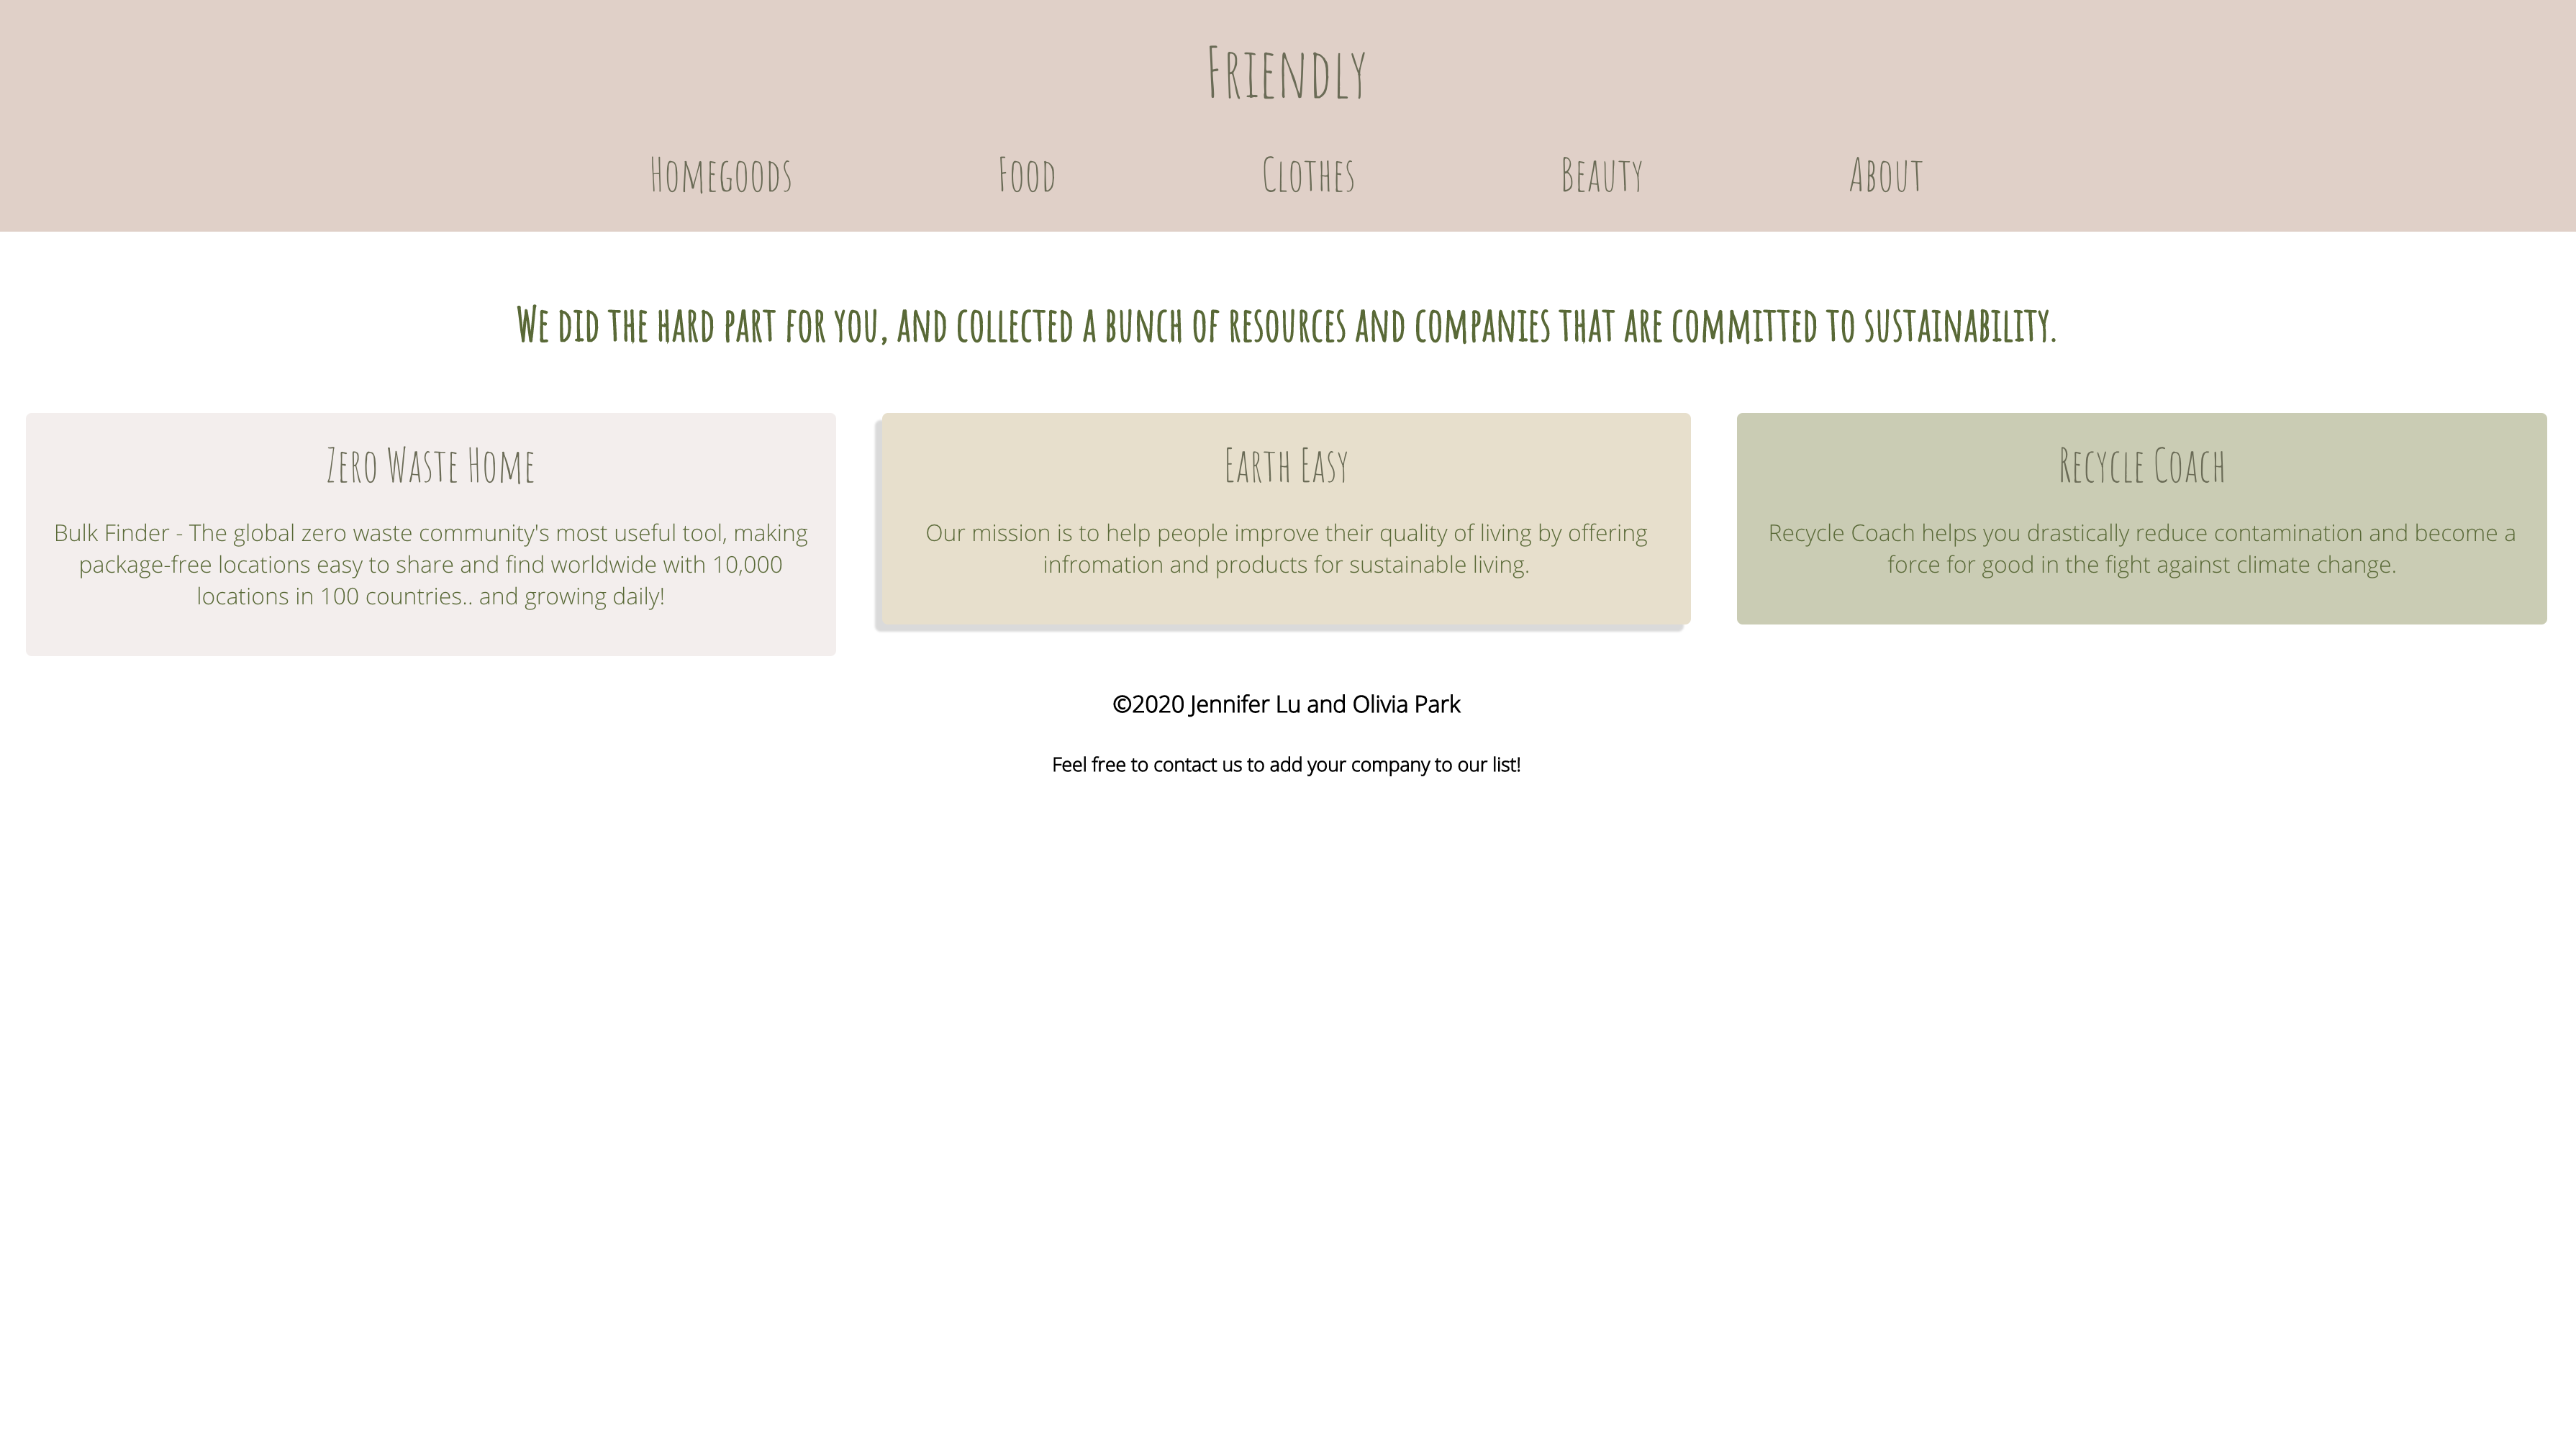 Friendly
Homegoods Food Clothes Beauty About
We did the hard part for you, and collected a bunch of resources and companies that are committed to sustainability.
Zero Waste Home
Bulk Finder - The global zero waste community's most useful tool, making
package-free locations easy to share and find worldwide with 10,000
locations in 100 countries.. and growing daily!
Earth Easy
Our mission is to help people improve their quality of living by offering
infromation and products for sustainable living.
Recycle Coach
Recycle Coach helps you drastically reduce contamination and become a
force for good in the fight against climate change.
©2020 Jennifer Lu and Olivia Park
Feel free to contact us to add your company to our list!